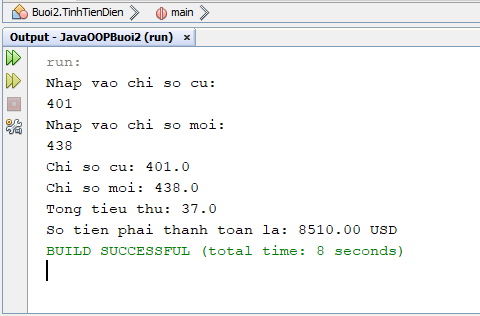 Buoi2.TinhTienDien main
Output - JavaOOPBuoi2 (run) ×
run:
Nhap vao chi so cu:
401
Nhap vao chi so moi:
438
Chi so cu: 401.0
Chi so moi: 438.0
Tong tieu thu: 37.0
So tien phai thanh toan la: 8510.00 USD
BUILD SUCCESSFUL (total time: 8 seconds)